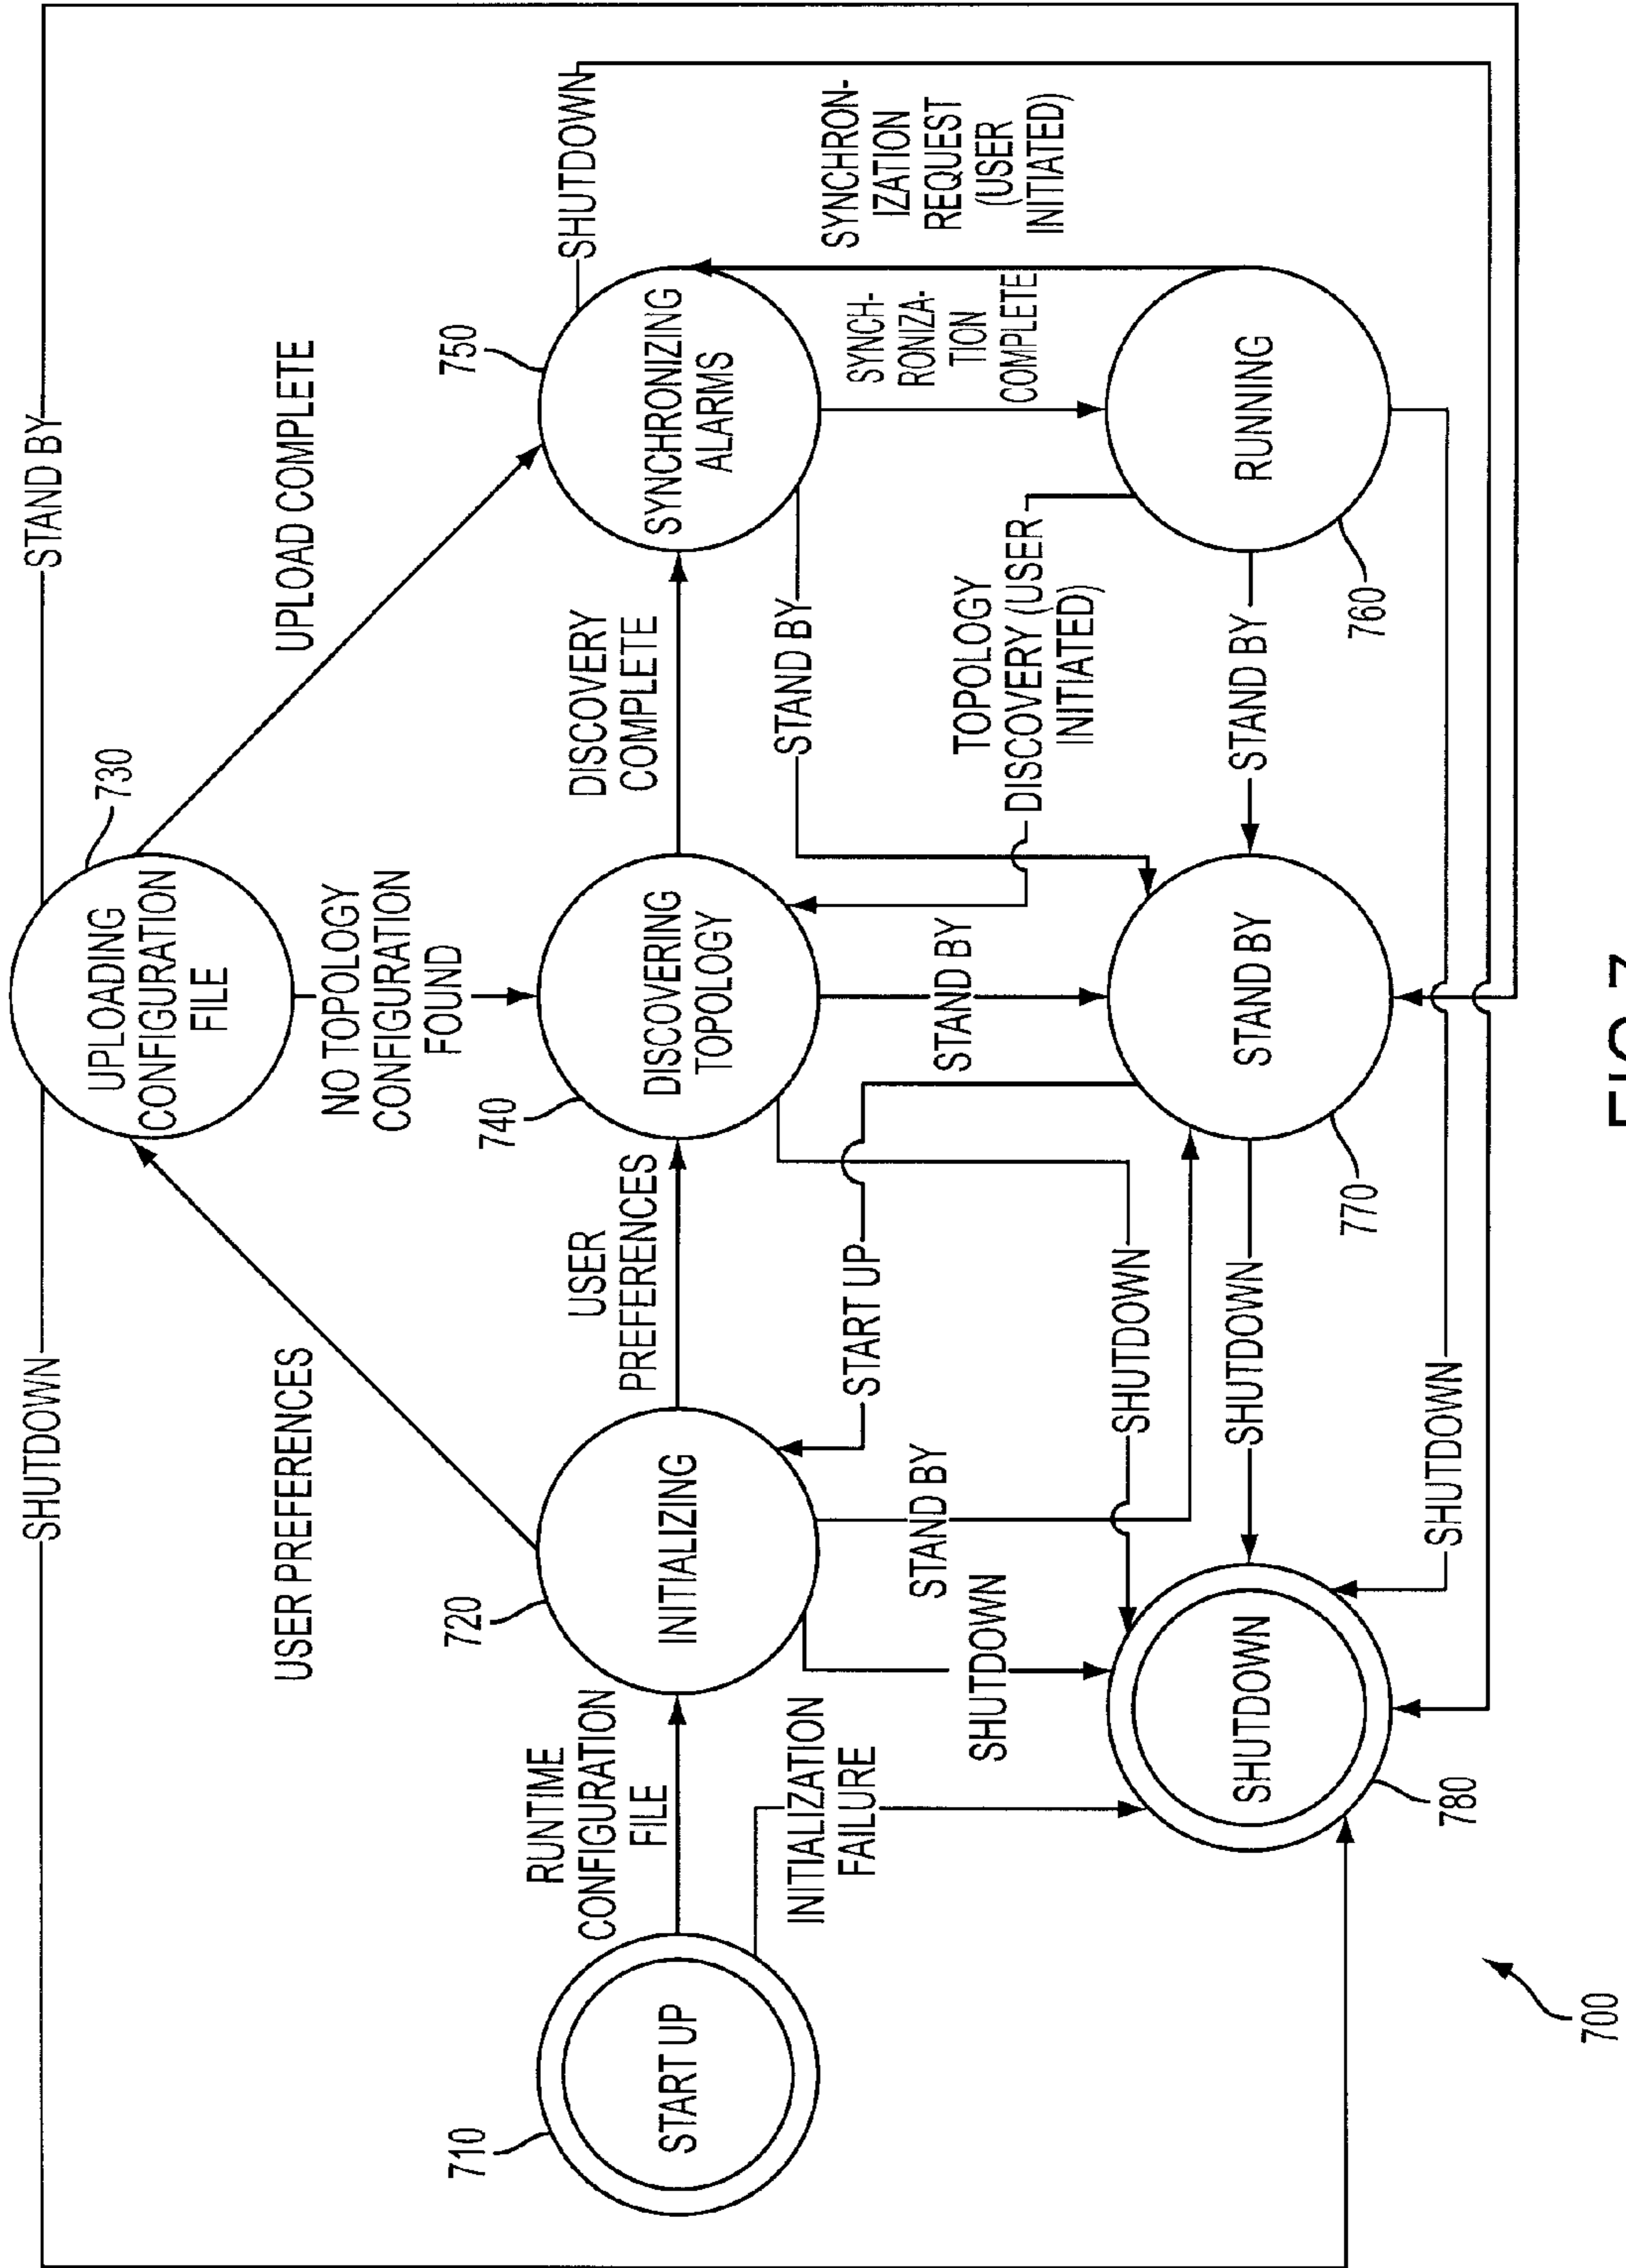 SHUTDOWN
STAND BY
UPLOADING
CONFIGURATION
FILE
730
USER PREFERENCES
UPLOAD COMPLETE
NO TOPOLOGY
CONFIGURATION
FOUND
710
START UP
RUNTIME
CONFIGURATION
FILE
720
INITIALIZING
USER
PREFERENCES
740
DISCOVERING
TOPOLOGY
DISCOVERY
COMPLETE
750
SYNCHRONIZING
ALARMS
SHUTDOWN
INITIALIZATION
FAILURE
SHUTDOWN
STAND BY
START UP
SHUTDOWN
STAND BY
STAND BY
TOPOLOGY
DISCOVERY (USER
INITIATED)
SYNCH-
RONIZA-
TION
COMPLETE
SYNCHRON-
IZATION
REQUEST
(USER
INITIATED)
SHUTDOWN
780
SHUTDOWN
STAND BY
770
STAND BY
RUNNING
760
SHUTDOWN
700
FIG. 7